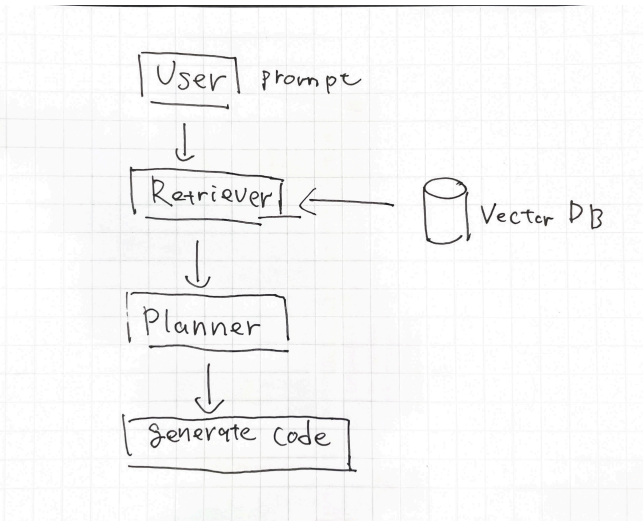 User prompt
Retriever
Vector DB
Planner
generate code